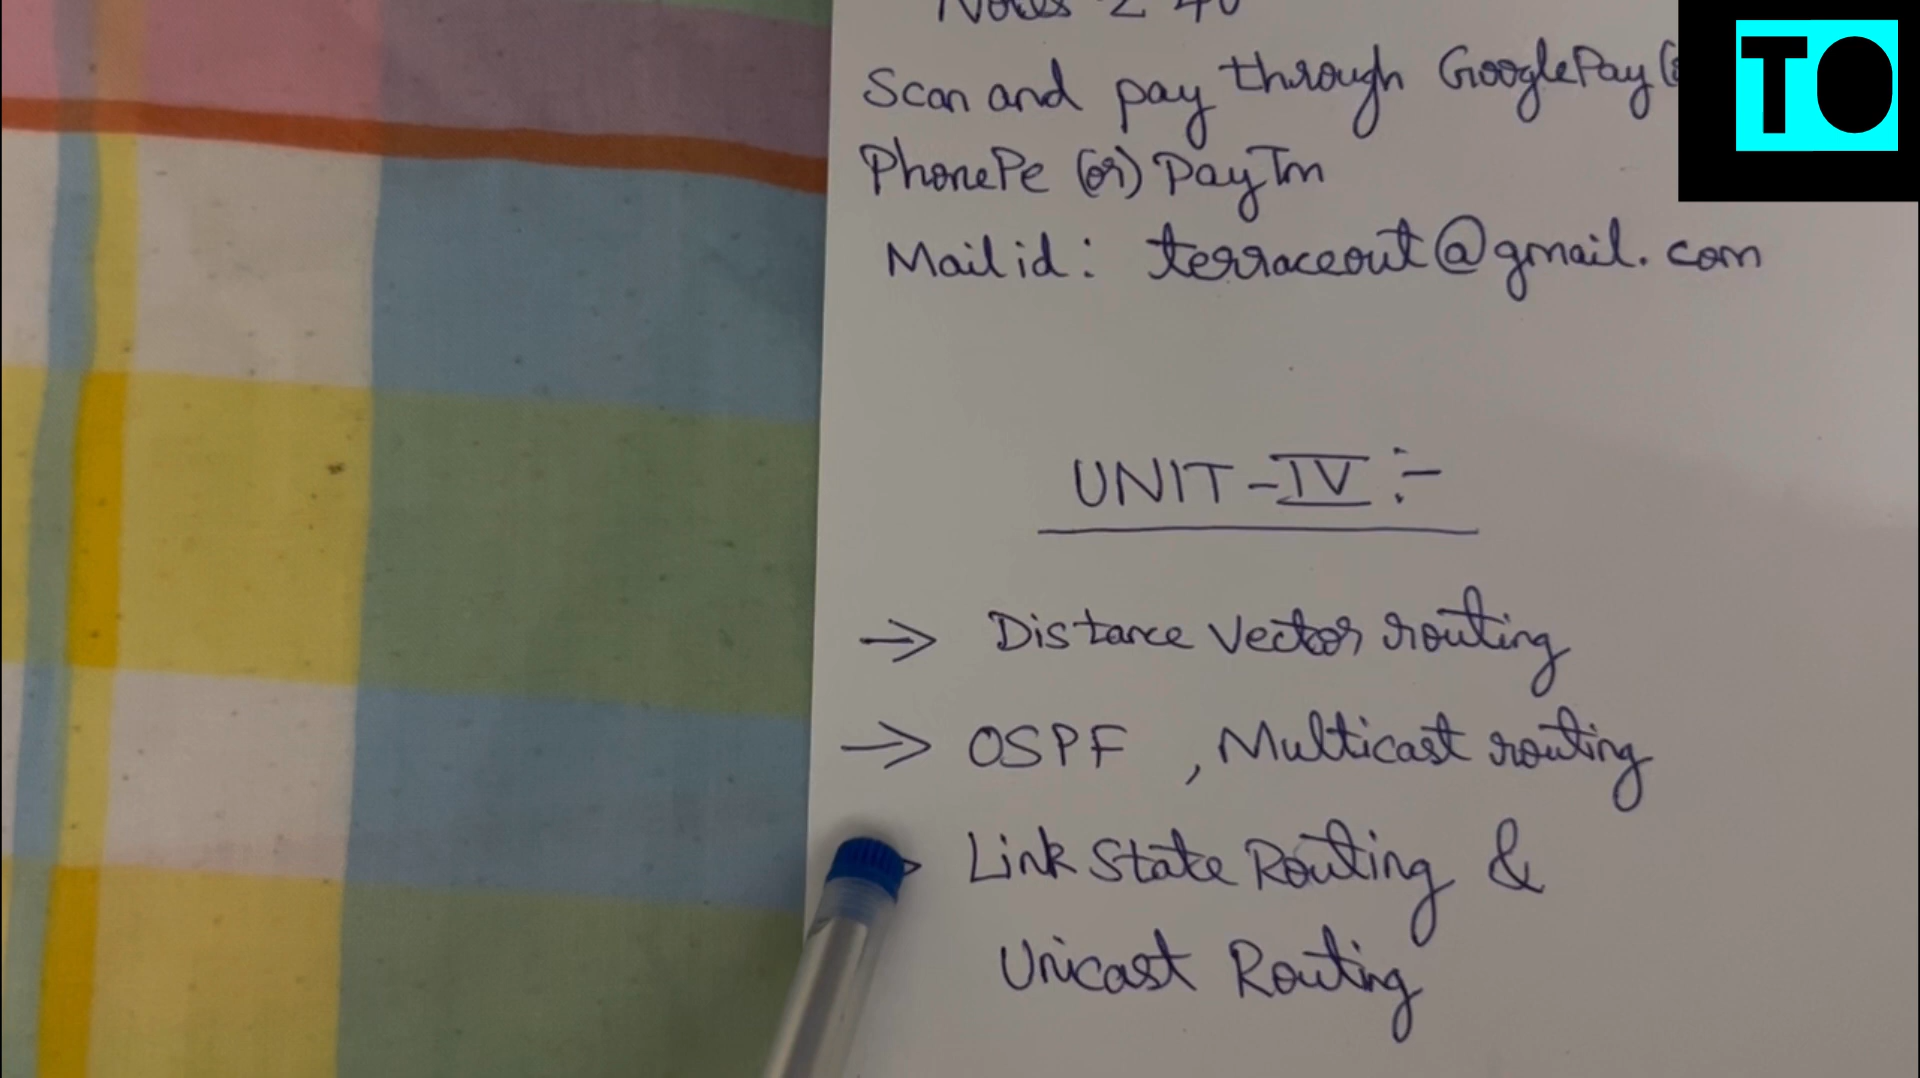 Scan and pay through GooglePay
PhonePe (or) PayTm
Mail id : terraceout@gmail.com
TO
UNIT - IV :-
→ Distance Vector routing
→ OSPF , Multicast routing
Link State Routing &
Unicast Routing